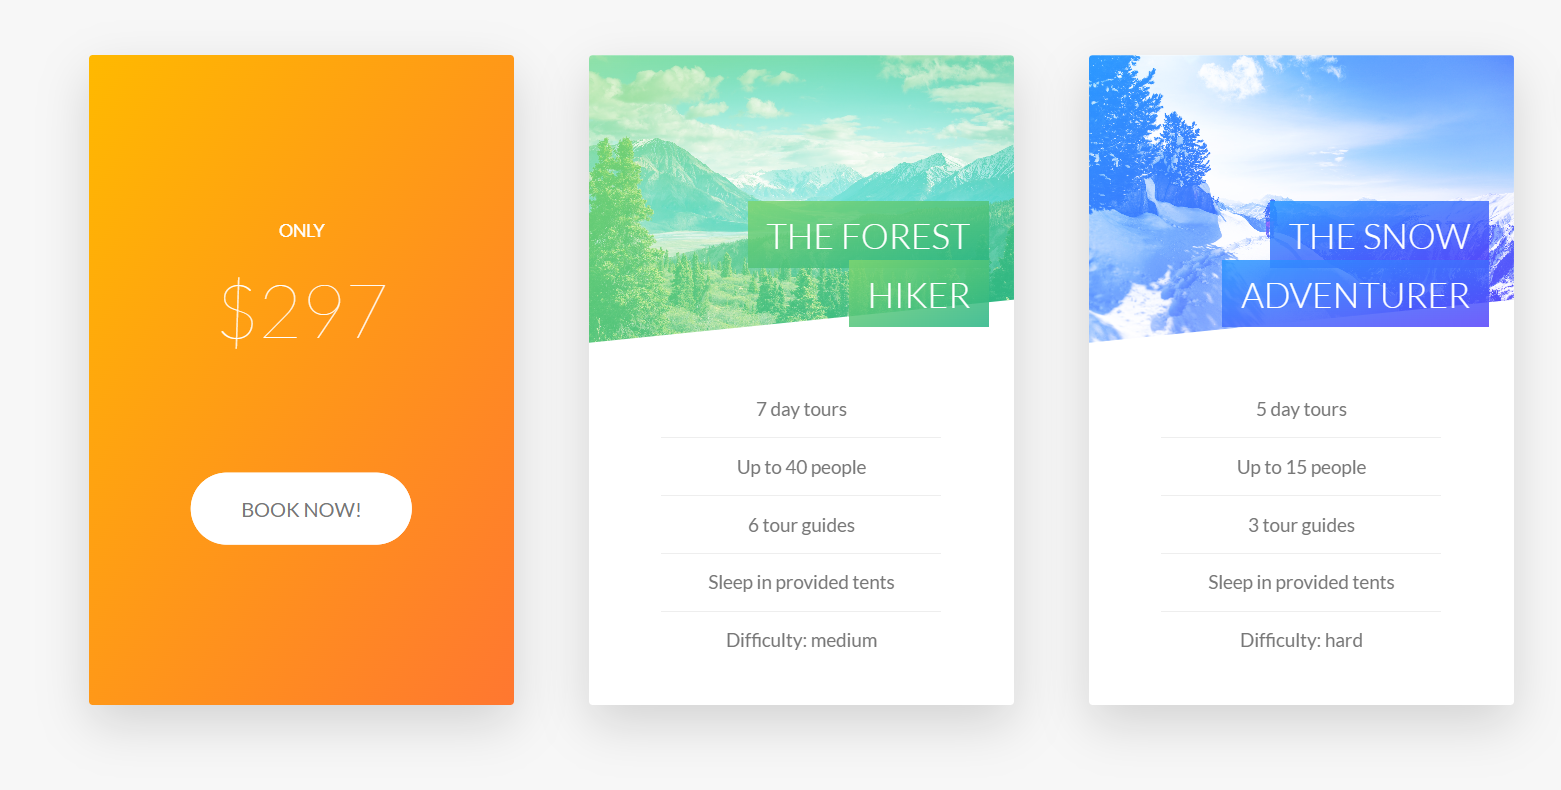 ONLY
$297
BOOK NOW!
THE FOREST
HIKER
7 day tours
Up to 40 people
6 tour guides
Sleep in provided tents
Difficulty: medium
THE SNOW
ADVENTURER
5 day tours
Up to 15 people
3 tour guides
Sleep in provided tents
Difficulty: hard